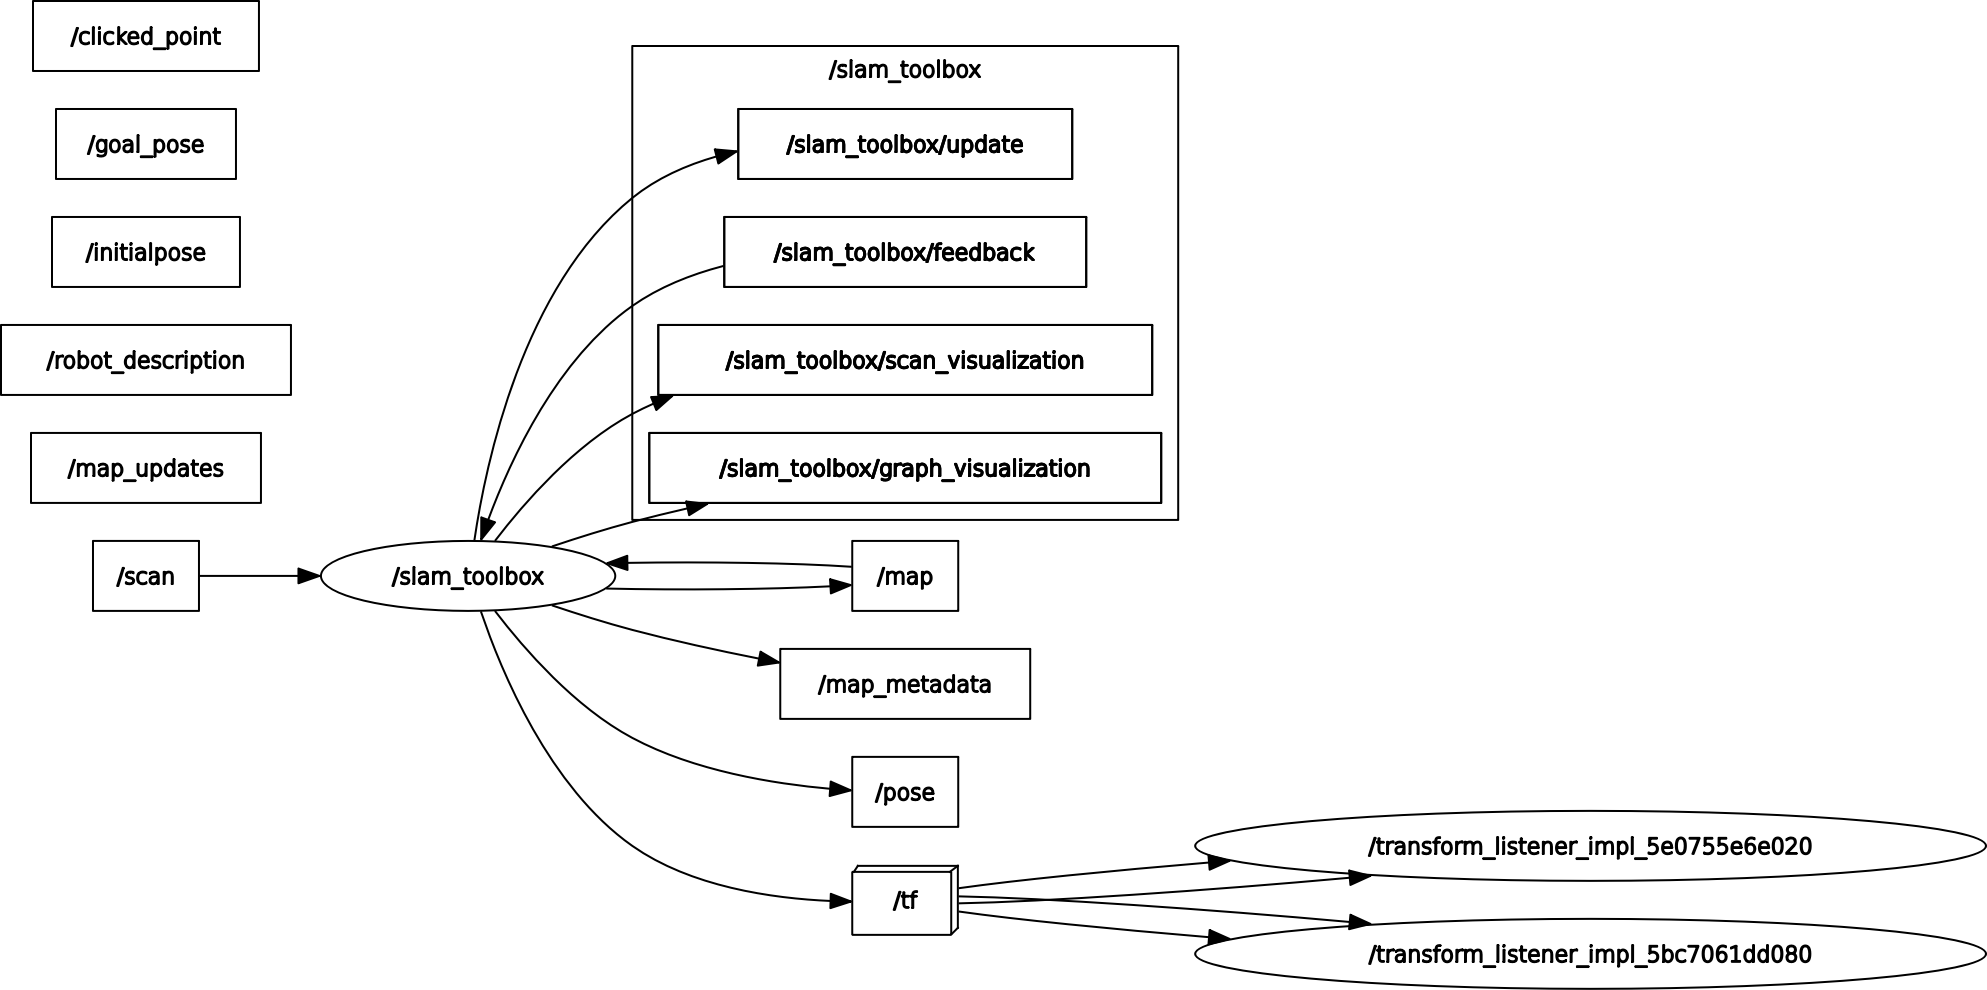 /clicked_point
/goal_pose
/initialpose
/robot_description
/map_updates
/scan
/slam_toolbox
/slam_toolbox
/slam_toolbox/update
/slam_toolbox/feedback
/slam_toolbox/scan_visualization
/slam_toolbox/graph_visualization
/map
/map_metadata
/pose
/tf
/transform_listener_impl_5e0755e6e020
/transform_listener_impl_5bc7061dd080